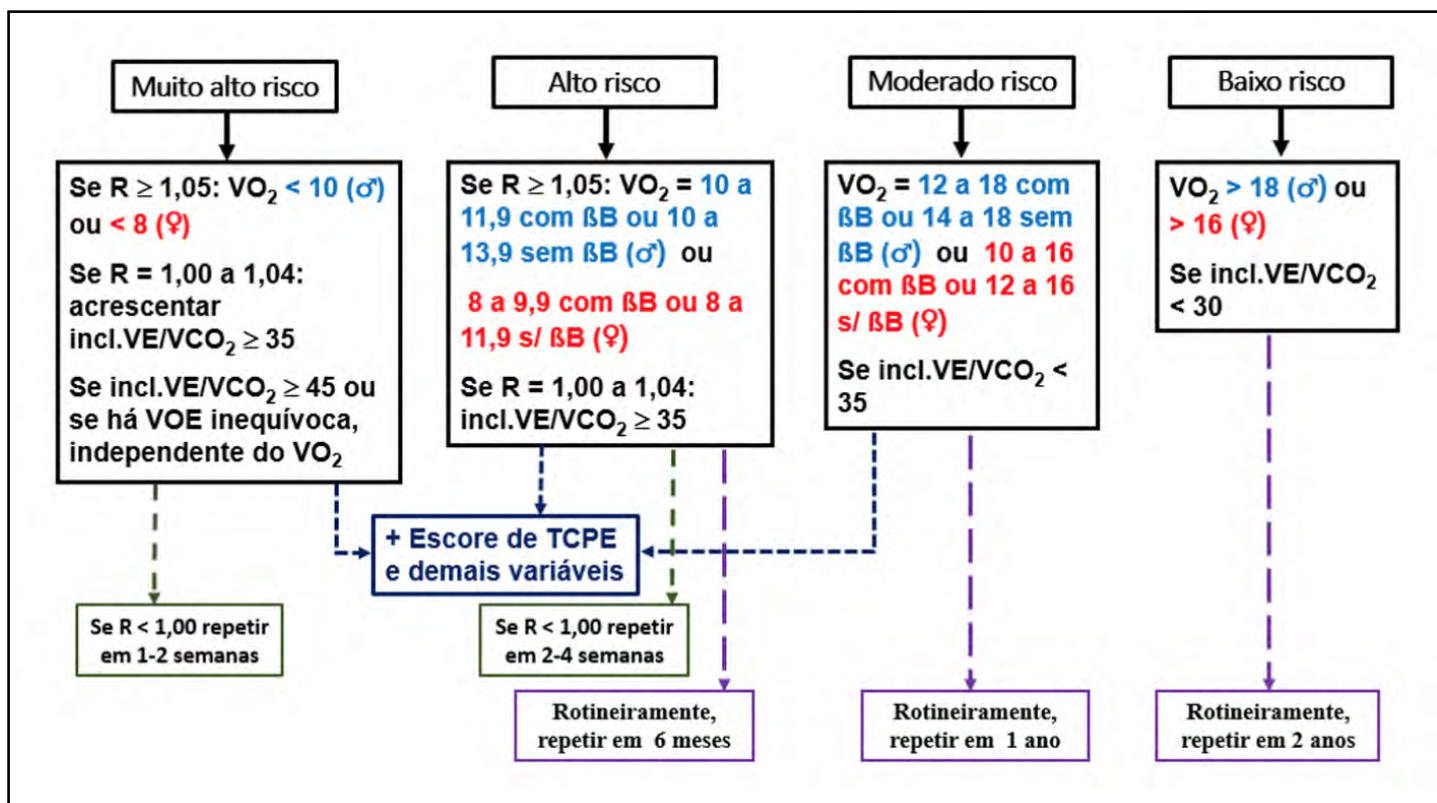 Muito alto risco
Se R ≥ 1,05: VO₂ < 10 (♂)
ou < 8 (♀)
Se R = 1,00 a 1,04:
acrescentar
incl.VE/VCO₂ ≥ 35
Se incl.VE/VCO₂ ≥ 45 ou
se há VOE inequívoca,
independente do VO₂
Alto risco
Se R ≥ 1,05: VO₂ = 10 a
11,9 com ßB ou 10 a
13,9 sem ßB (♂) ou
8 a 9,9 com ßB ou 8 a
11,9 s/ ßB (♀)
Se R = 1,00 a 1,04:
incl.VE/VCO₂ ≥ 35
Moderado risco
VO₂ = 12 a 18 com
ßB ou 14 a 18 sem
ßB (♂) ou 10 a 16
com ßB ou 12 a 16
s/ ßB (♀)
Se incl.VE/VCO₂ <
35
Baixo risco
VO₂ > 18 (♂) ou
> 16 (♀)
Se incl.VE/VCO₂
< 30
+ Escore de TCPE
e demais variáveis
Se R < 1,00 repetir
em 1-2 semanas
Se R < 1,00 repetir
em 2-4 semanas
Rotineiramente,
repetir em 6 meses
Rotineiramente,
repetir em 1 ano
Rotineiramente,
repetir em 2 anos